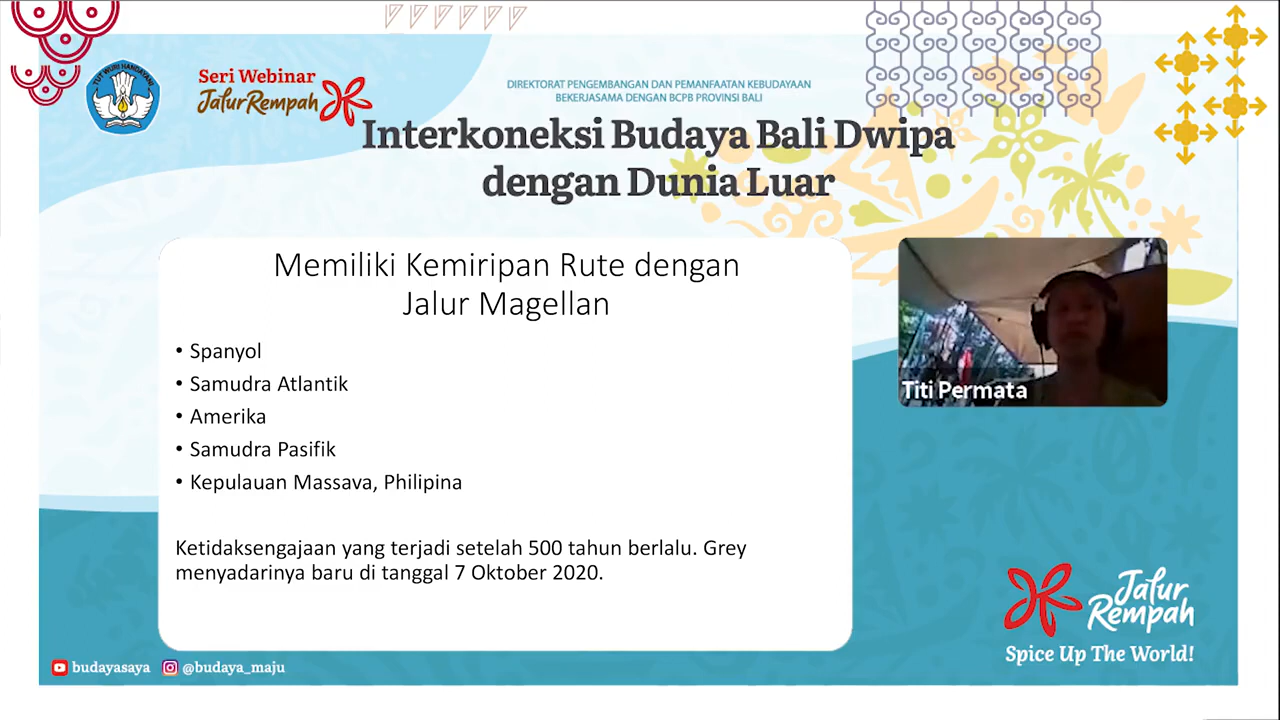 TUT WURI HANDAYANI
Seri Webinar
Jalur Rempah
DIREKTORAT PENGEMBANGAN DAN PEMANFAATAN KEBUDAYAAN
BEKERJASAMA DENGAN BCPB PROVINSI BALI
Interkoneksi Budaya Bali Dwipa
dengan Dunia Luar
Memiliki Kemiripan Rute dengan
Jalur Magellan
• Spanyol
• Samudra Atlantik
• Amerika
• Samudra Pasifik
• Kepulauan Massava, Philipina
Ketidaksengajaan yang terjadi setelah 500 tahun berlalu. Grey
menyadarinya baru di tanggal 7 Oktober 2020.
Titi Permata
Jalur
Rempah
Spice Up The World!
budayasaya @budaya_maju